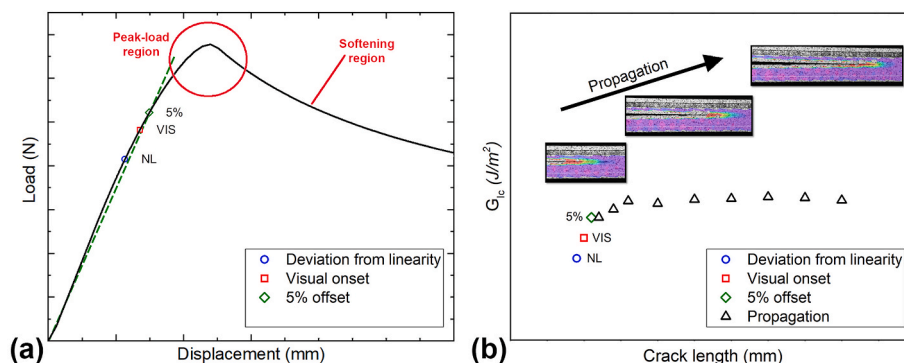 Peak-load
region
Softening
region
5%
VIS
NL
Load (N)
Deviation from linearity
Visual onset
5% offset
(a)
Displacement (mm)
Propagation
G_Ic (J/m²)
5%
VIS
NL
Deviation from linearity
Visual onset
5% offset
Propagation
(b)
Crack length (mm)